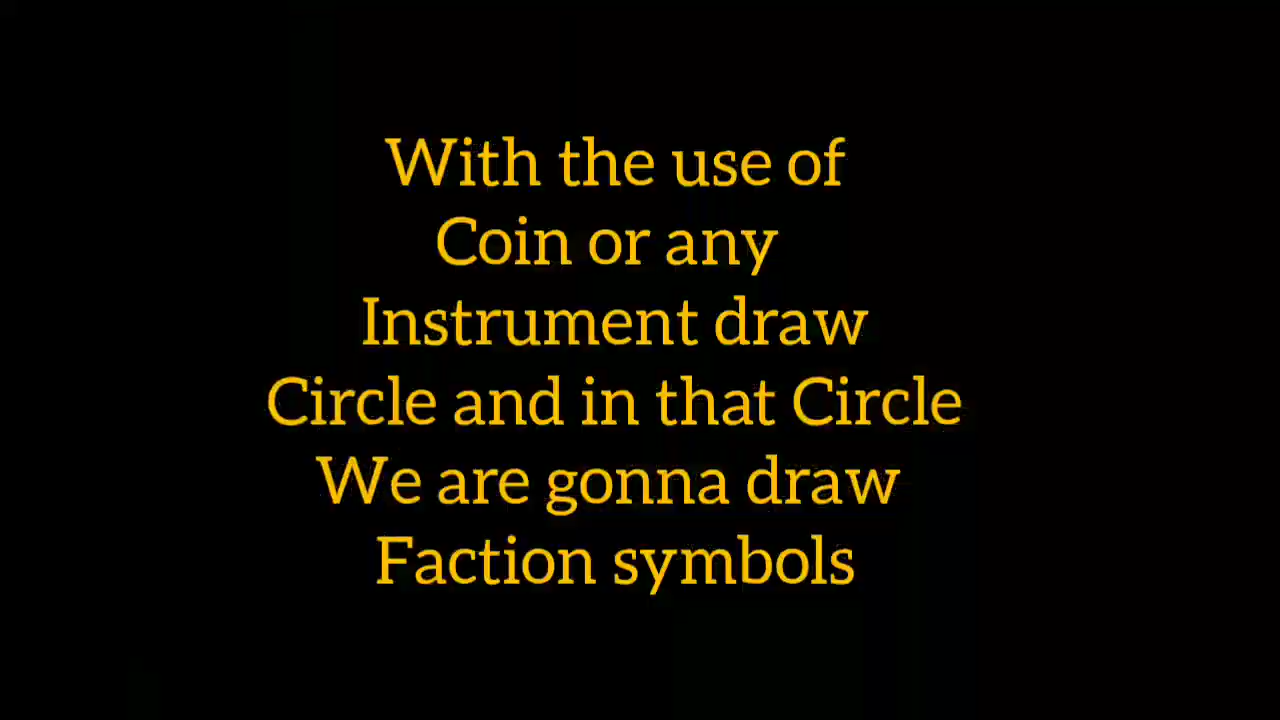 With the use of
Coin or any
Instrument draw
Circle and in that Circle
We are gonna draw
Faction symbols